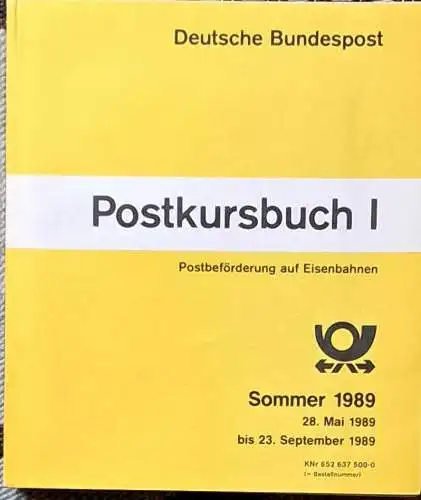 Deutsche Bundespost
Postkursbuch I
Postbeförderung auf Eisenbahnen
Sommer 1989
28. Mai 1989
bis 23. September 1989
KNr 652 637 500-0
(= Bestellnummer)